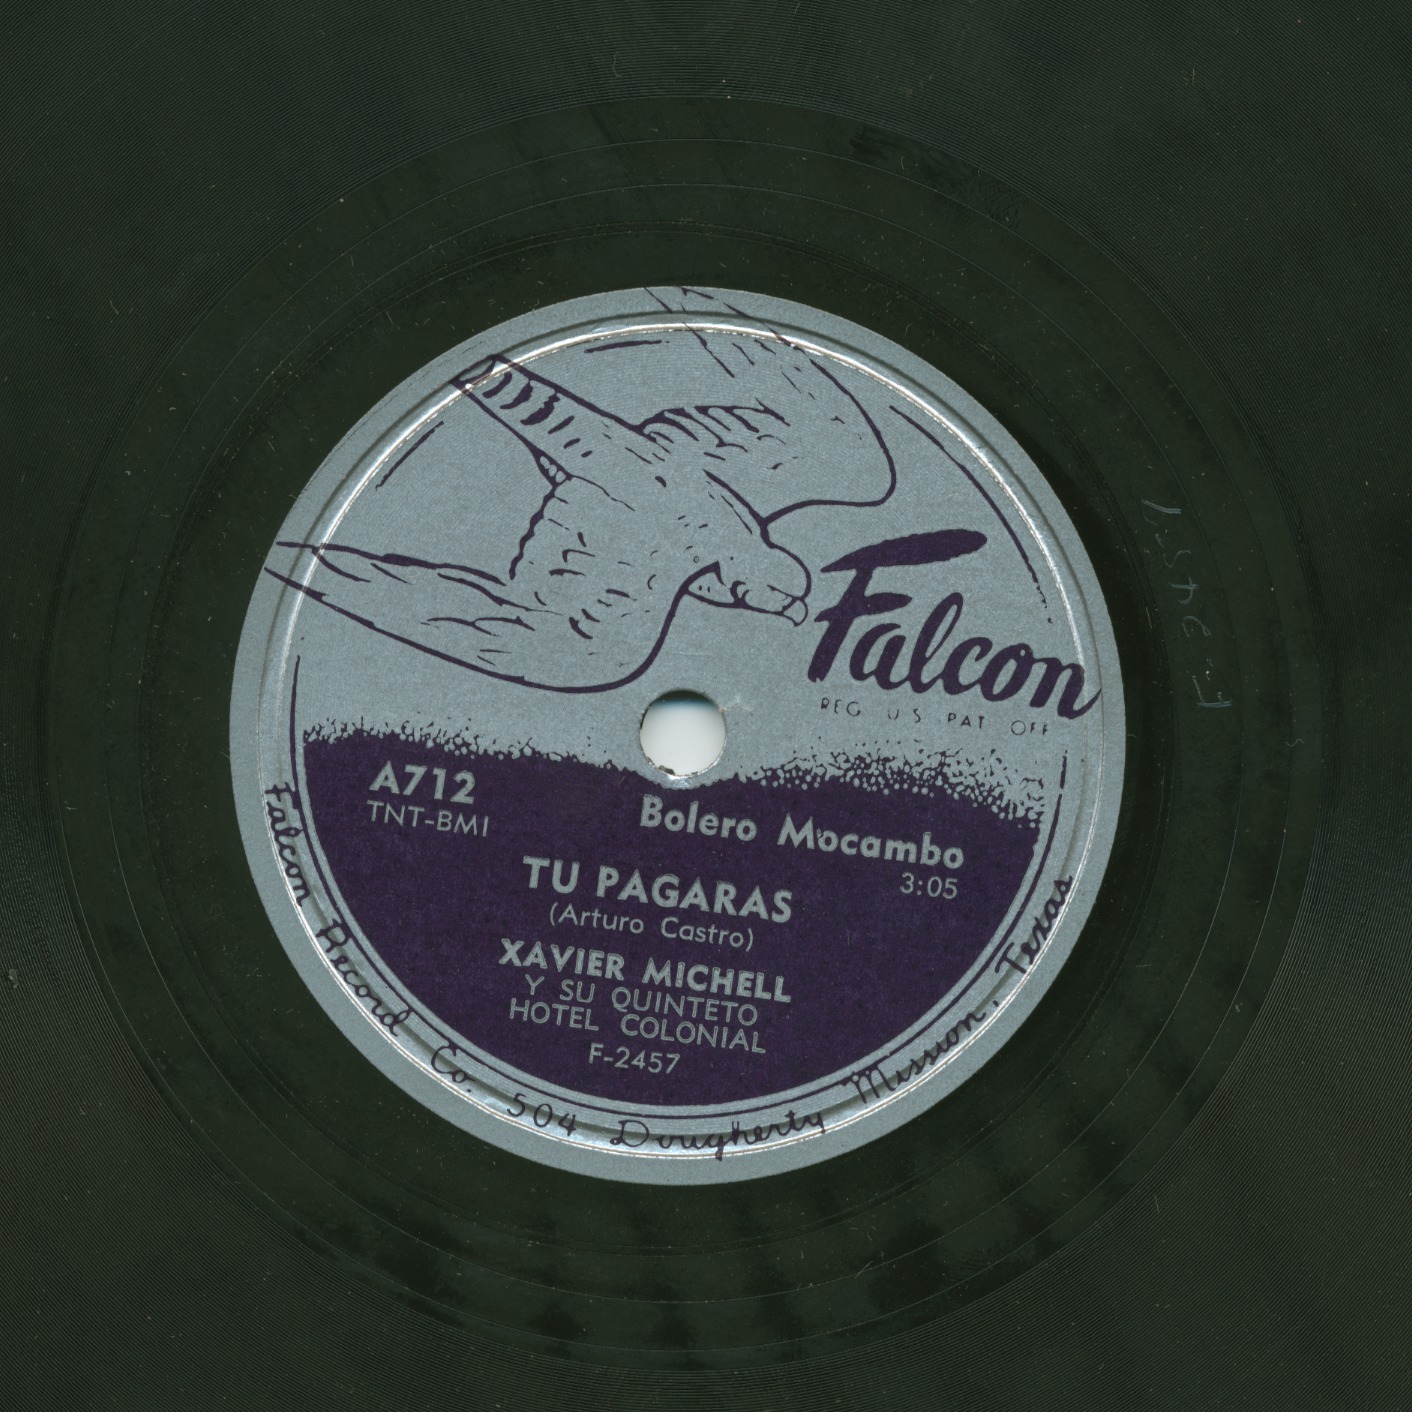 Falcon
REG U S PAT OFF
A712
TNT-BMI
Bolero Mocambo
3:05
TU PAGARAS
(Arturo Castro)
XAVIER MICHELL
Y SU QUINTETO
HOTEL COLONIAL
F-2457
Falcon Record Co. 504 Dougherty Mission, Texas